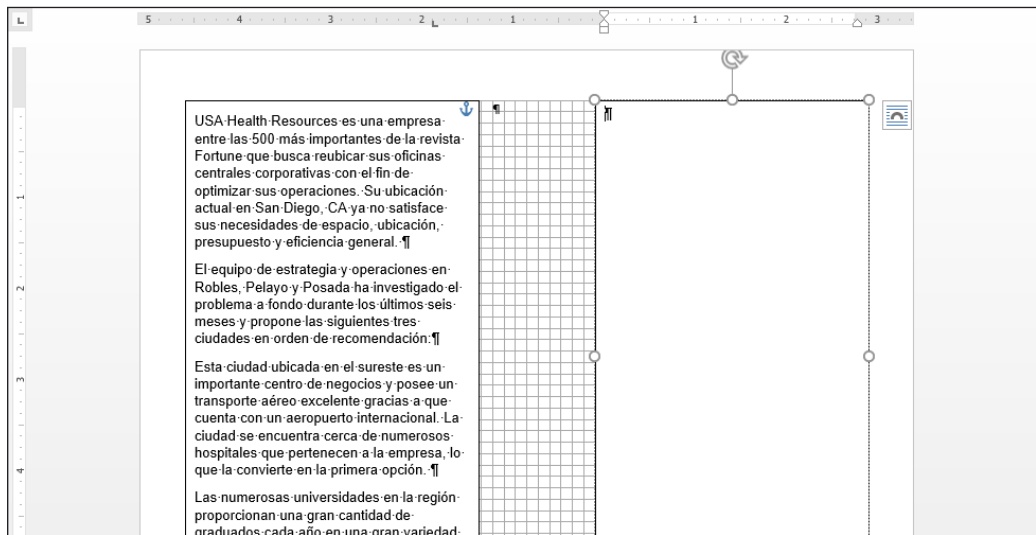 5 4 3 2 1 1 2 3
USA Health Resources es una empresa
entre las 500 más importantes de la revista
Fortune que busca reubicar sus oficinas
centrales corporativas con el fin de
optimizar sus operaciones. Su ubicación
actual en San Diego, CA ya no satisface
sus necesidades de espacio, ubicación,
presupuesto y eficiencia general. ¶
El equipo de estrategia y operaciones en
Robles, Pelayo y Posada ha investigado el
problema a fondo durante los últimos seis
meses y propone las siguientes tres
ciudades en orden de recomendación:¶
Esta ciudad ubicada en el sureste es un
importante centro de negocios y posee un
transporte aéreo excelente gracias a que
cuenta con un aeropuerto internacional. La
ciudad se encuentra cerca de numerosos
hospitales que pertenecen a la empresa, lo
que la convierte en la primera opción. ¶
Las numerosas universidades en la región
proporcionan una gran cantidad de
graduados cada año en una gran variedad
¶
¶
1
2
3
4